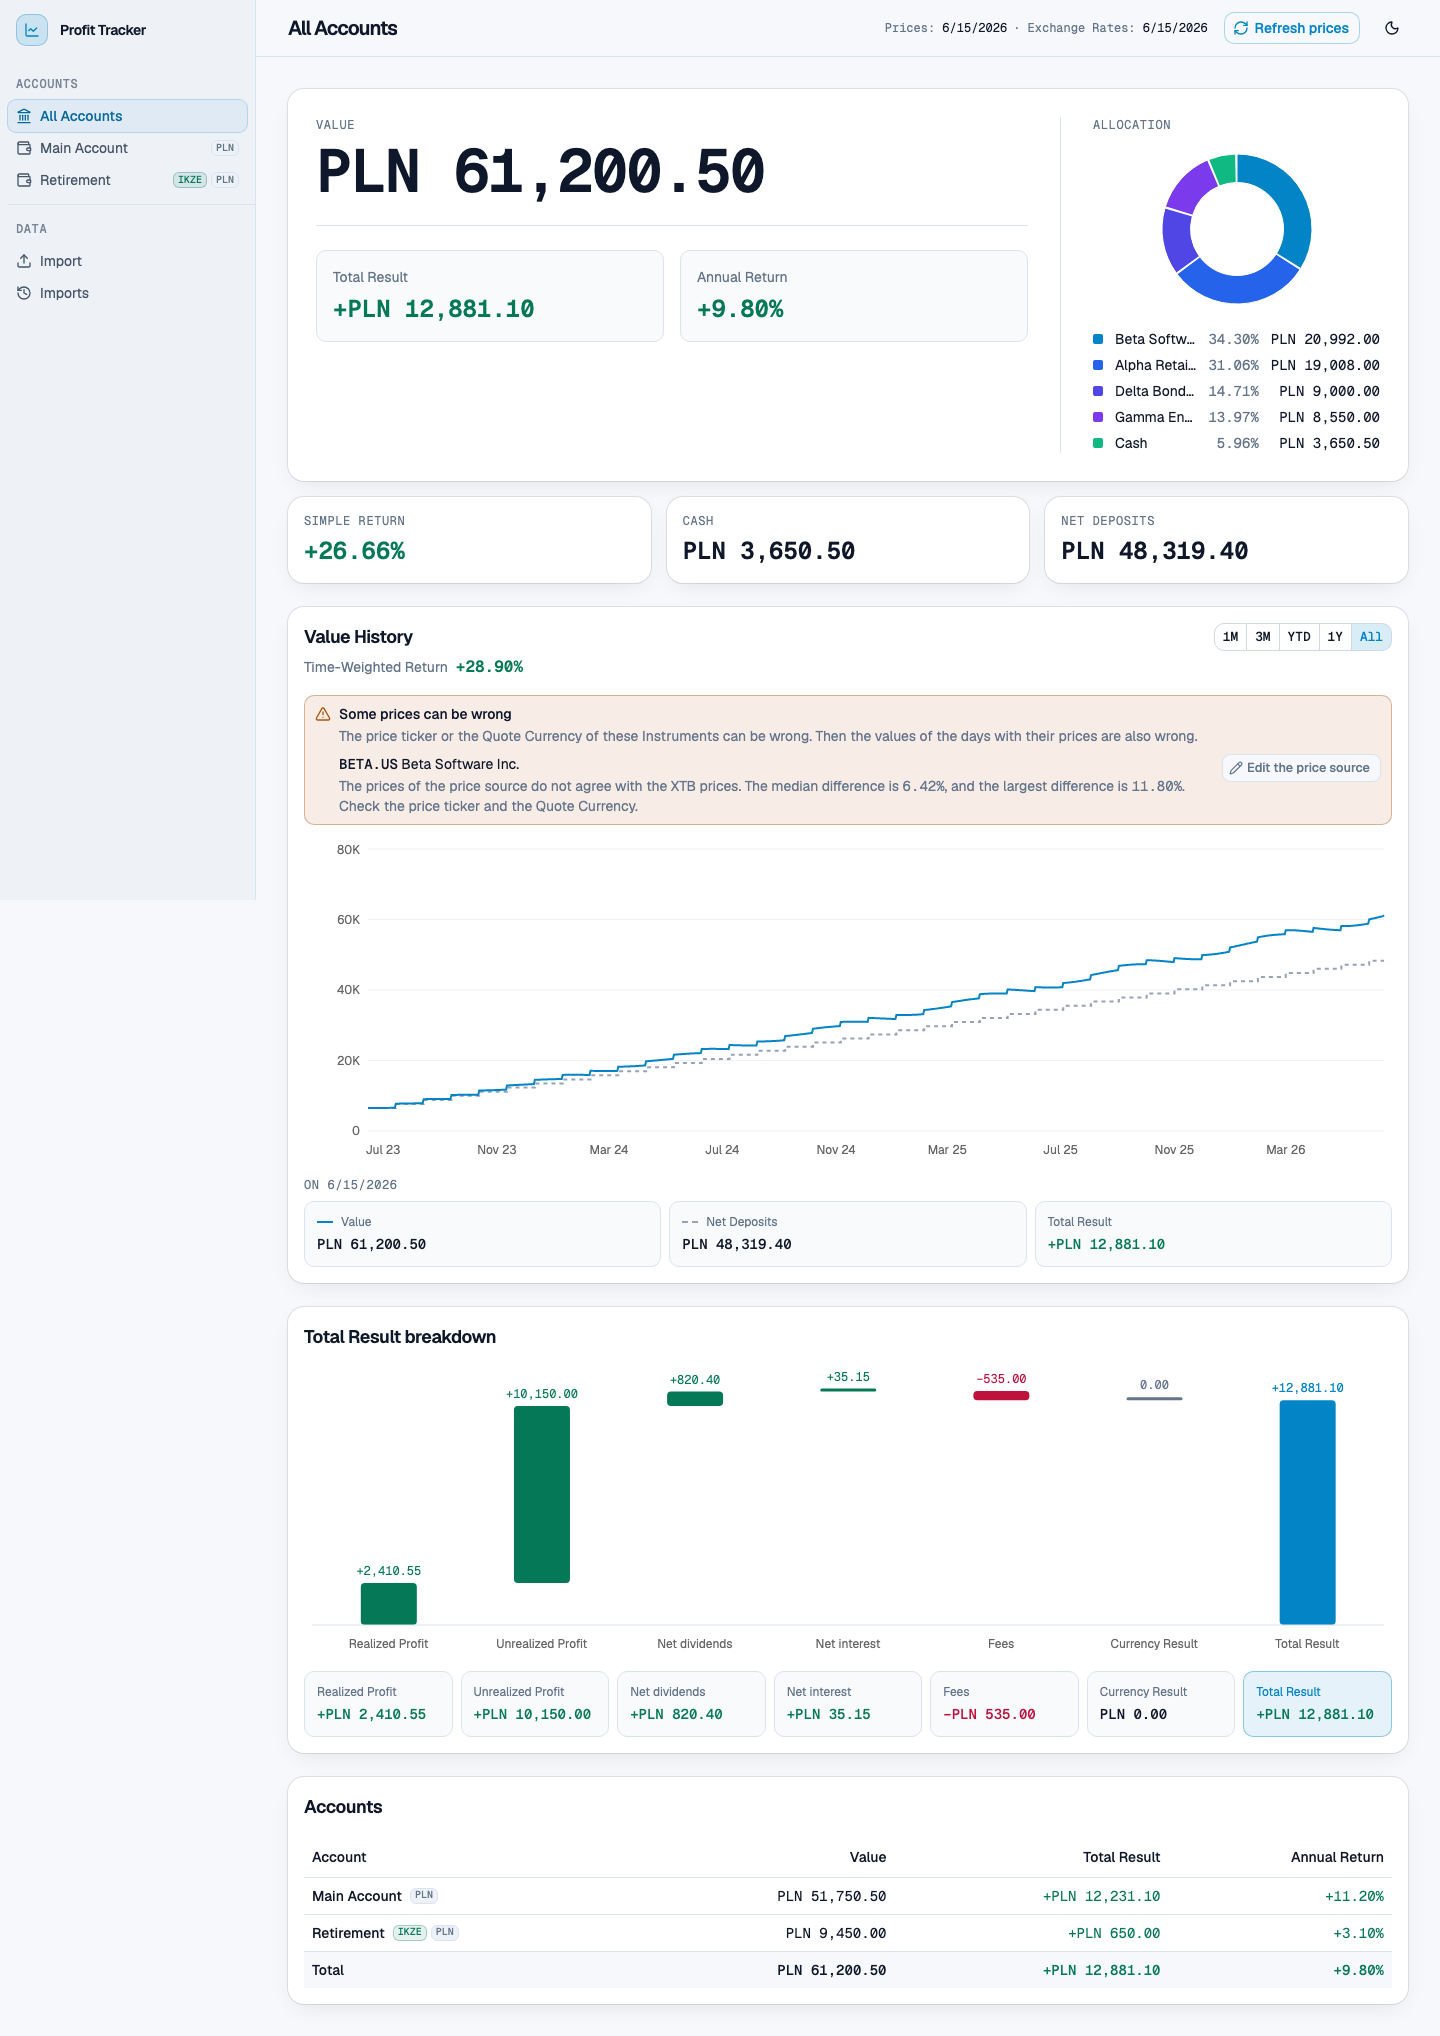 Profit Tracker
ACCOUNTS
All Accounts
Main Account PLN
Retirement IKZE PLN
DATA
Import
Imports
All Accounts
Prices: 6/15/2026 · Exchange Rates: 6/15/2026
Refresh prices
VALUE
PLN 61,200.50
Total Result
+PLN 12,881.10
Annual Return
+9.80%
ALLOCATION
Beta Softw… 34.30% PLN 20,992.00
Alpha Retai… 31.06% PLN 19,008.00
Delta Bond… 14.71% PLN 9,000.00
Gamma En… 13.97% PLN 8,550.00
Cash 5.96% PLN 3,650.50
SIMPLE RETURN
+26.66%
CASH
PLN 3,650.50
NET DEPOSITS
PLN 48,319.40
Value History
1M 3M YTD 1Y All
Time-Weighted Return +28.90%
Some prices can be wrong
The price ticker or the Quote Currency of these Instruments can be wrong. Then the values of the days with their prices are also wrong.
BETA.US Beta Software Inc.
The prices of the price source do not agree with the XTB prices. The median difference is 6.42%, and the largest difference is 11.80%.
Check the price ticker and the Quote Currency.
Edit the price source
80K
60K
40K
20K
0
Jul 23 Nov 23 Mar 24 Jul 24 Nov 24 Mar 25 Jul 25 Nov 25 Mar 26
ON 6/15/2026
Value
PLN 61,200.50
Net Deposits
PLN 48,319.40
Total Result
+PLN 12,881.10
Total Result breakdown
+2,410.55
+10,150.00
+820.40
+35.15
−535.00
0.00
+12,881.10
Realized Profit Unrealized Profit Net dividends Net interest Fees Currency Result Total Result
Realized Profit
+PLN 2,410.55
Unrealized Profit
+PLN 10,150.00
Net dividends
+PLN 820.40
Net interest
+PLN 35.15
Fees
−PLN 535.00
Currency Result
PLN 0.00
Total Result
+PLN 12,881.10
Accounts
Account Value Total Result Annual Return
Main Account PLN PLN 51,750.50 +PLN 12,231.10 +11.20%
Retirement IKZE PLN PLN 9,450.00 +PLN 650.00 +3.10%
Total PLN 61,200.50 +PLN 12,881.10 +9.80%